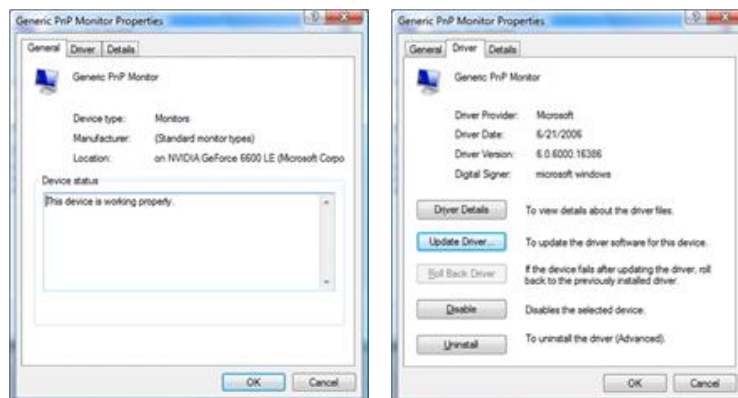 Generic PnP Monitor Properties
General Driver Details
Generic PnP Monitor
Device type: Monitors
Manufacturer: (Standard monitor types)
Location: on NVIDIA GeForce 6600 LE (Microsoft Corpo
Device status
This device is working properly.
OK Cancel
Generic PnP Monitor Properties
General Driver Details
Generic PnP Monitor
Driver Provider: Microsoft
Driver Date: 6/21/2006
Driver Version: 6.0.6000.16386
Digital Signer: microsoft windows
Driver Details To view details about the driver files.
Update Driver... To update the driver software for this device.
Roll Back Driver If the device fails after updating the driver, roll
back to the previously installed driver.
Disable Disables the selected device.
Uninstall To uninstall the driver (Advanced).
OK Cancel